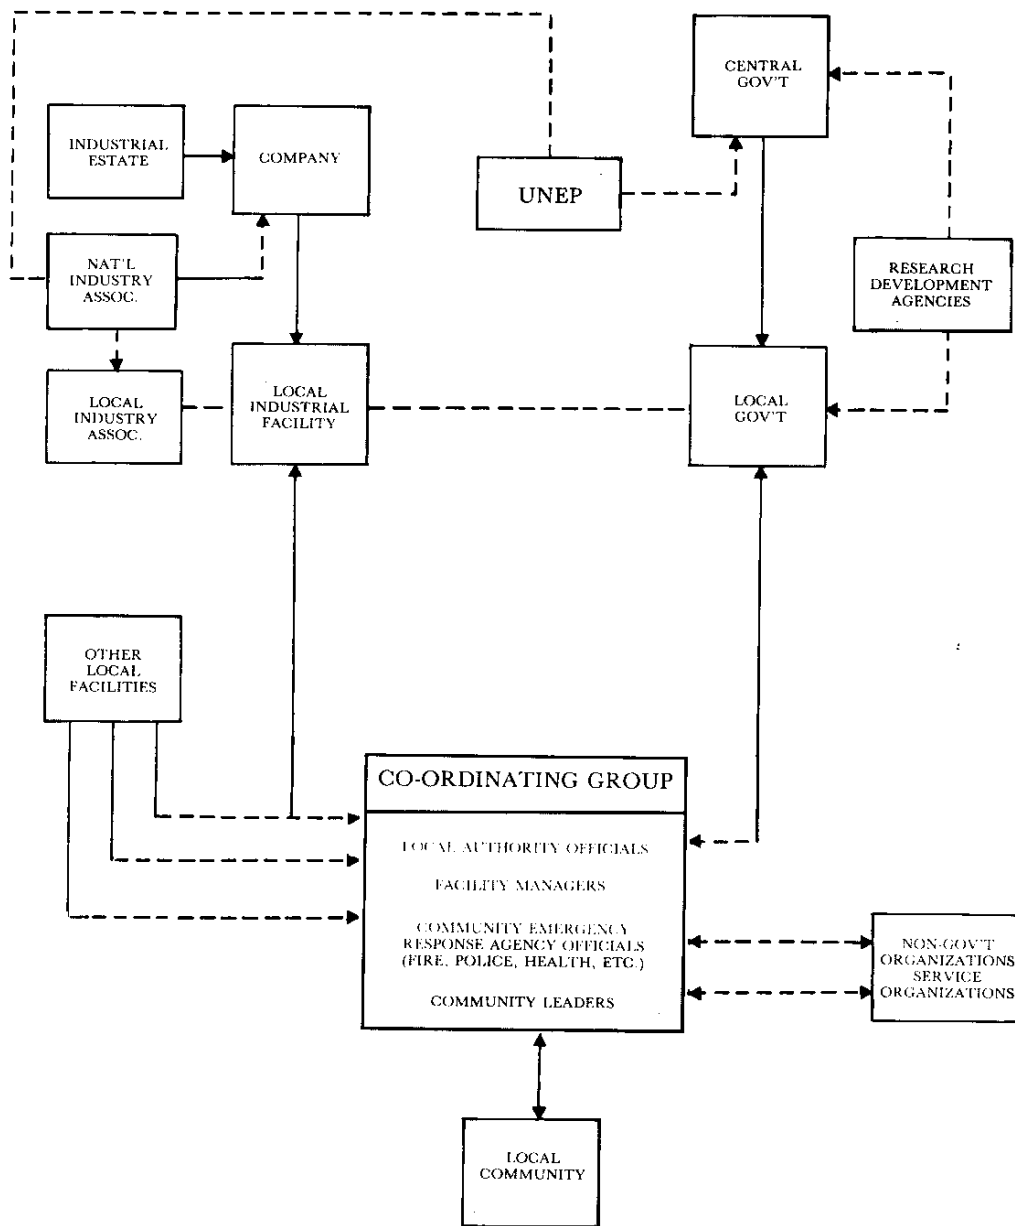 CENTRAL
GOV'T
INDUSTRIAL
ESTATE
COMPANY
UNEP
NAT'L
INDUSTRY
ASSOC.
RESEARCH
DEVELOPMENT
AGENCIES
LOCAL
INDUSTRY
ASSOC.
LOCAL
INDUSTRIAL
FACILITY
LOCAL
GOV'T
OTHER
LOCAL
FACILITIES
CO-ORDINATING GROUP
LOCAL AUTHORITY OFFICIALS
FACILITY MANAGERS
COMMUNITY EMERGENCY
RESPONSE AGENCY OFFICIALS
(FIRE, POLICE, HEALTH, ETC.)
COMMUNITY LEADERS
NON-GOV'T
ORGANIZATIONS
SERVICE
ORGANIZATIONS
LOCAL
COMMUNITY